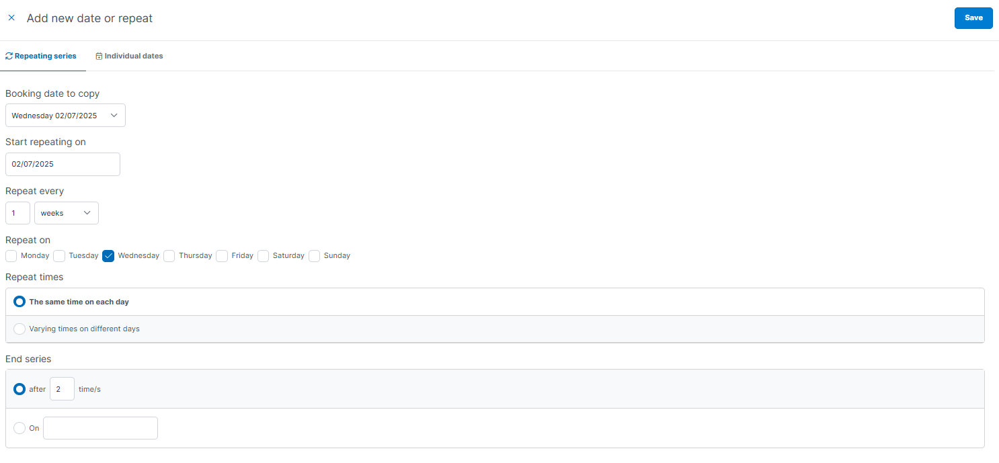 Add new date or repeat
Save
Repeating series Individual dates
Booking date to copy
Wednesday 02/07/2025
Start repeating on
02/07/2025
Repeat every
1 weeks
Repeat on
Monday Tuesday Wednesday Thursday Friday Saturday Sunday
Repeat times
The same time on each day
Varying times on different days
End series
after 2 time/s
On